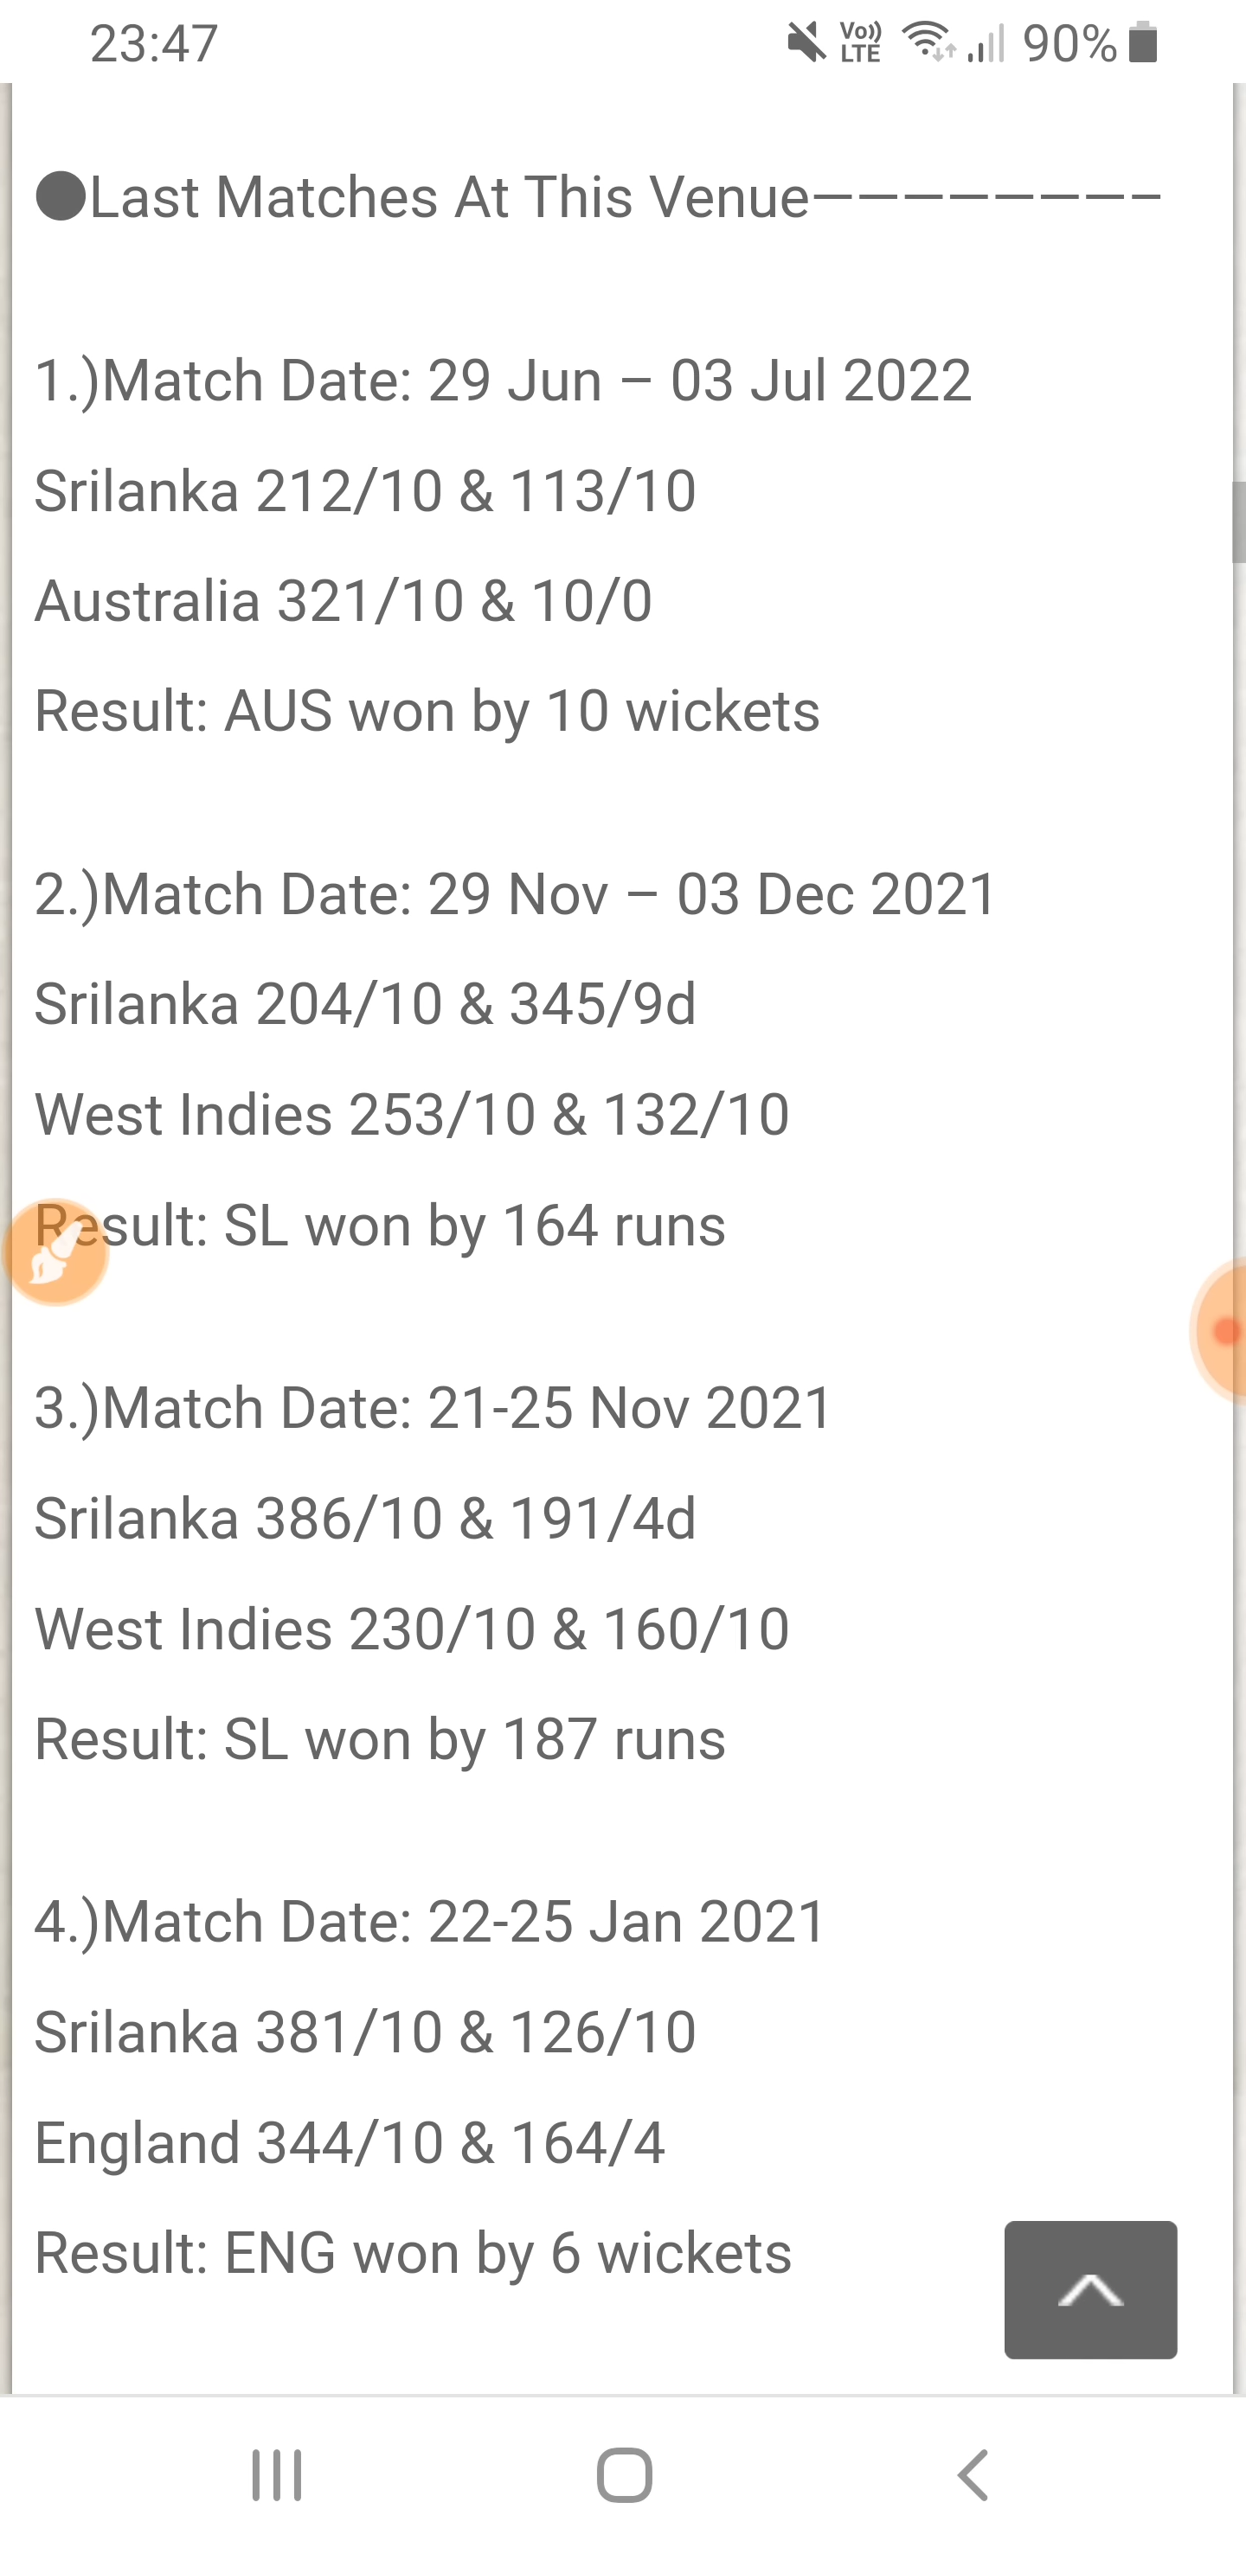 23:47
Vo))
LTE
90%
●Last Matches At This Venue————————
1.)Match Date: 29 Jun – 03 Jul 2022
Srilanka 212/10 & 113/10
Australia 321/10 & 10/0
Result: AUS won by 10 wickets
2.)Match Date: 29 Nov – 03 Dec 2021
Srilanka 204/10 & 345/9d
West Indies 253/10 & 132/10
Result: SL won by 164 runs
3.)Match Date: 21-25 Nov 2021
Srilanka 386/10 & 191/4d
West Indies 230/10 & 160/10
Result: SL won by 187 runs
4.)Match Date: 22-25 Jan 2021
Srilanka 381/10 & 126/10
England 344/10 & 164/4
Result: ENG won by 6 wickets